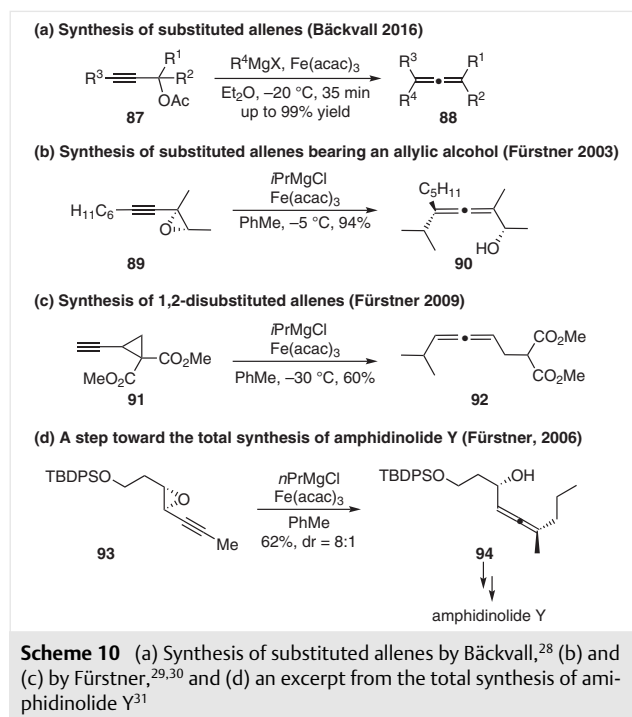 (a) Synthesis of substituted allenes (Bäckvall 2016)
R³ R¹ R² OAc
87
R⁴MgX, Fe(acac)₃
Et₂O, –20 °C, 35 min
up to 99% yield
R³ R¹ R⁴ R²
88
(b) Synthesis of substituted allenes bearing an allylic alcohol (Fürstner 2003)
H₁₁C₆ O
89
iPrMgCl
Fe(acac)₃
PhMe, –5 °C, 94%
C₅H₁₁
HO
90
(c) Synthesis of 1,2-disubstituted allenes (Fürstner 2009)
CO₂Me
MeO₂C
91
iPrMgCl
Fe(acac)₃
PhMe, –30 °C, 60%
CO₂Me
CO₂Me
92
(d) A step toward the total synthesis of amphidinolide Y (Fürstner, 2006)
TBDPSO
O
Me
93
nPrMgCl
Fe(acac)₃
PhMe
62%, dr = 8:1
TBDPSO OH
94
amphidinolide Y
Scheme 10 (a) Synthesis of substituted allenes by Bäckvall,²⁸ (b) and
(c) by Fürstner,²⁹,³⁰ and (d) an excerpt from the total synthesis of ami-
phidinolide Y³¹